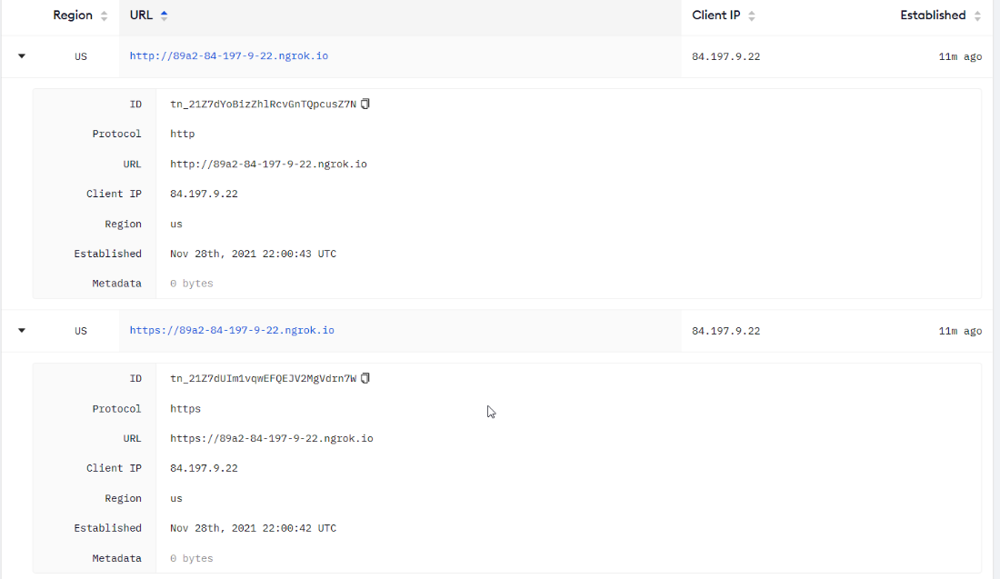 Region URL Client IP Established
US http://89a2-84-197-9-22.ngrok.io 84.197.9.22 11m ago
ID tn_21Z7dYoBizZhlRcvGnTQpcusZ7N
Protocol http
URL http://89a2-84-197-9-22.ngrok.io
Client IP 84.197.9.22
Region us
Established Nov 28th, 2021 22:00:43 UTC
Metadata 0 bytes
US https://89a2-84-197-9-22.ngrok.io 84.197.9.22 11m ago
ID tn_21Z7dUIm1vqwEFQEJV2MgVdrn7W
Protocol https
URL https://89a2-84-197-9-22.ngrok.io
Client IP 84.197.9.22
Region us
Established Nov 28th, 2021 22:00:42 UTC
Metadata 0 bytes